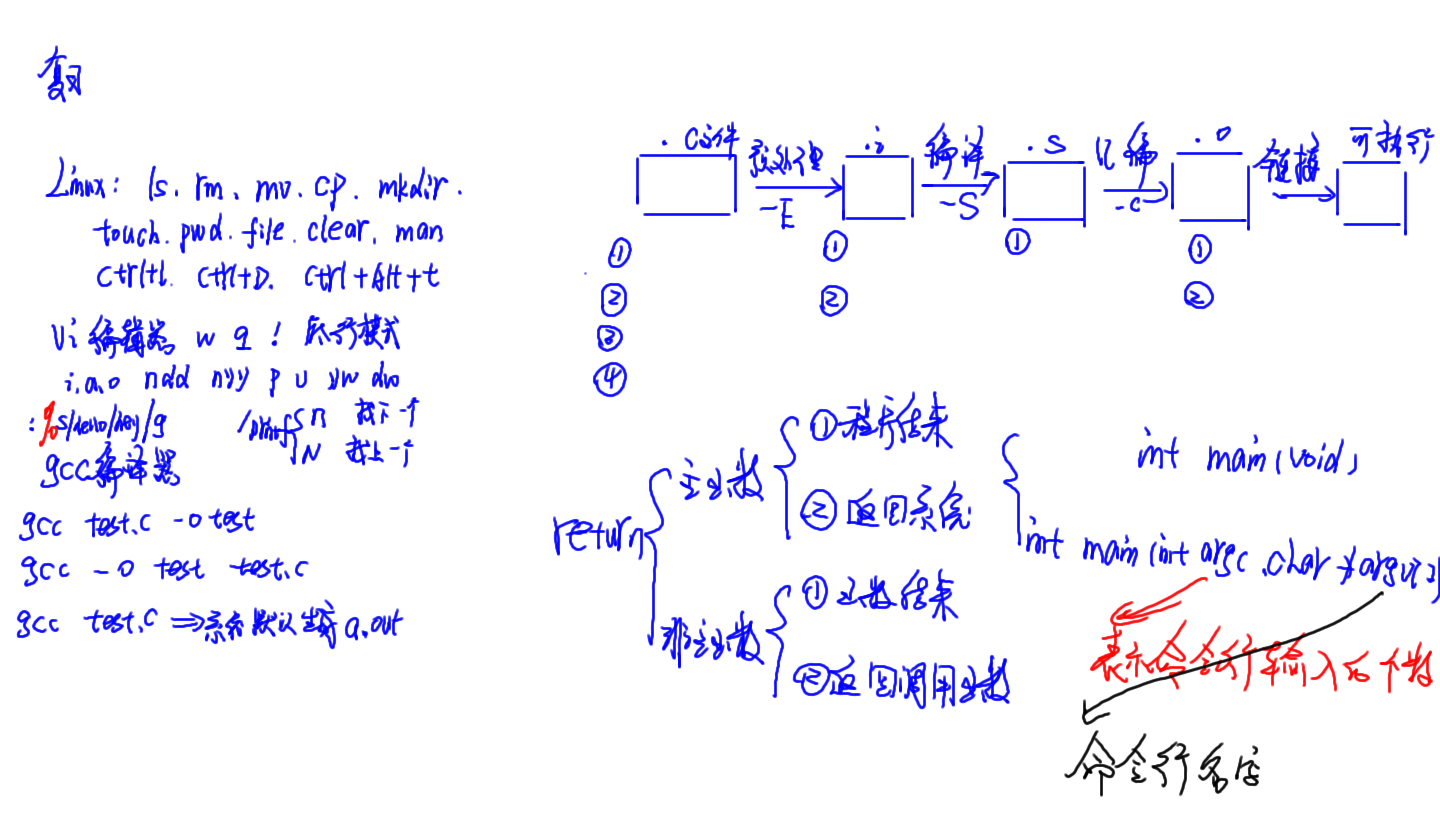 复习
Linux: ls. rm、mv. cp. mkdir.
touch. pwd. file. clear. man
ctrl+l. ctrl+D. ctrl+Alt+t
Vi 编辑器 w q ! 底行模式
i.a.o ndd nyy p u yw dw
:%s/hello/hey/g
/printf n 找下一个
N 找上一个
gcc编译器
gcc test.c -o test
gcc -o test test.c
gcc test.c ⇒系统默认生成 a.out
.c文件 预处理 -E .i 编译 -S .s 汇编 -c .o 链接 可执行
① ① ① ①
② ② ②
③
④
return
主函数
①程序结束
②返回系统
非主函数
①函数结束
②返回调用函数
int main(void)
int main(int argc,char *argv[])
表示命令行输入的个数
命令行内容